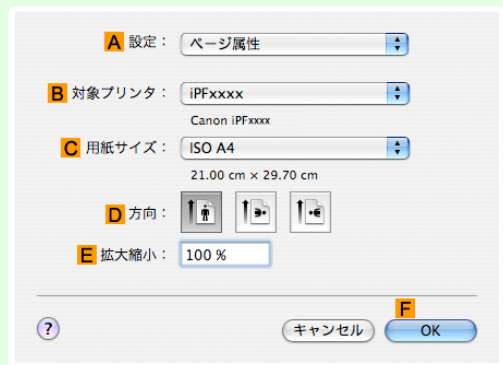 A 設定： ページ属性
B 対象プリンタ： iPFxxxx
Canon iPFxxxx
C 用紙サイズ： ISO A4
21.00 cm × 29.70 cm
D 方向：
E 拡大縮小： 100 %
F
? キャンセル OK